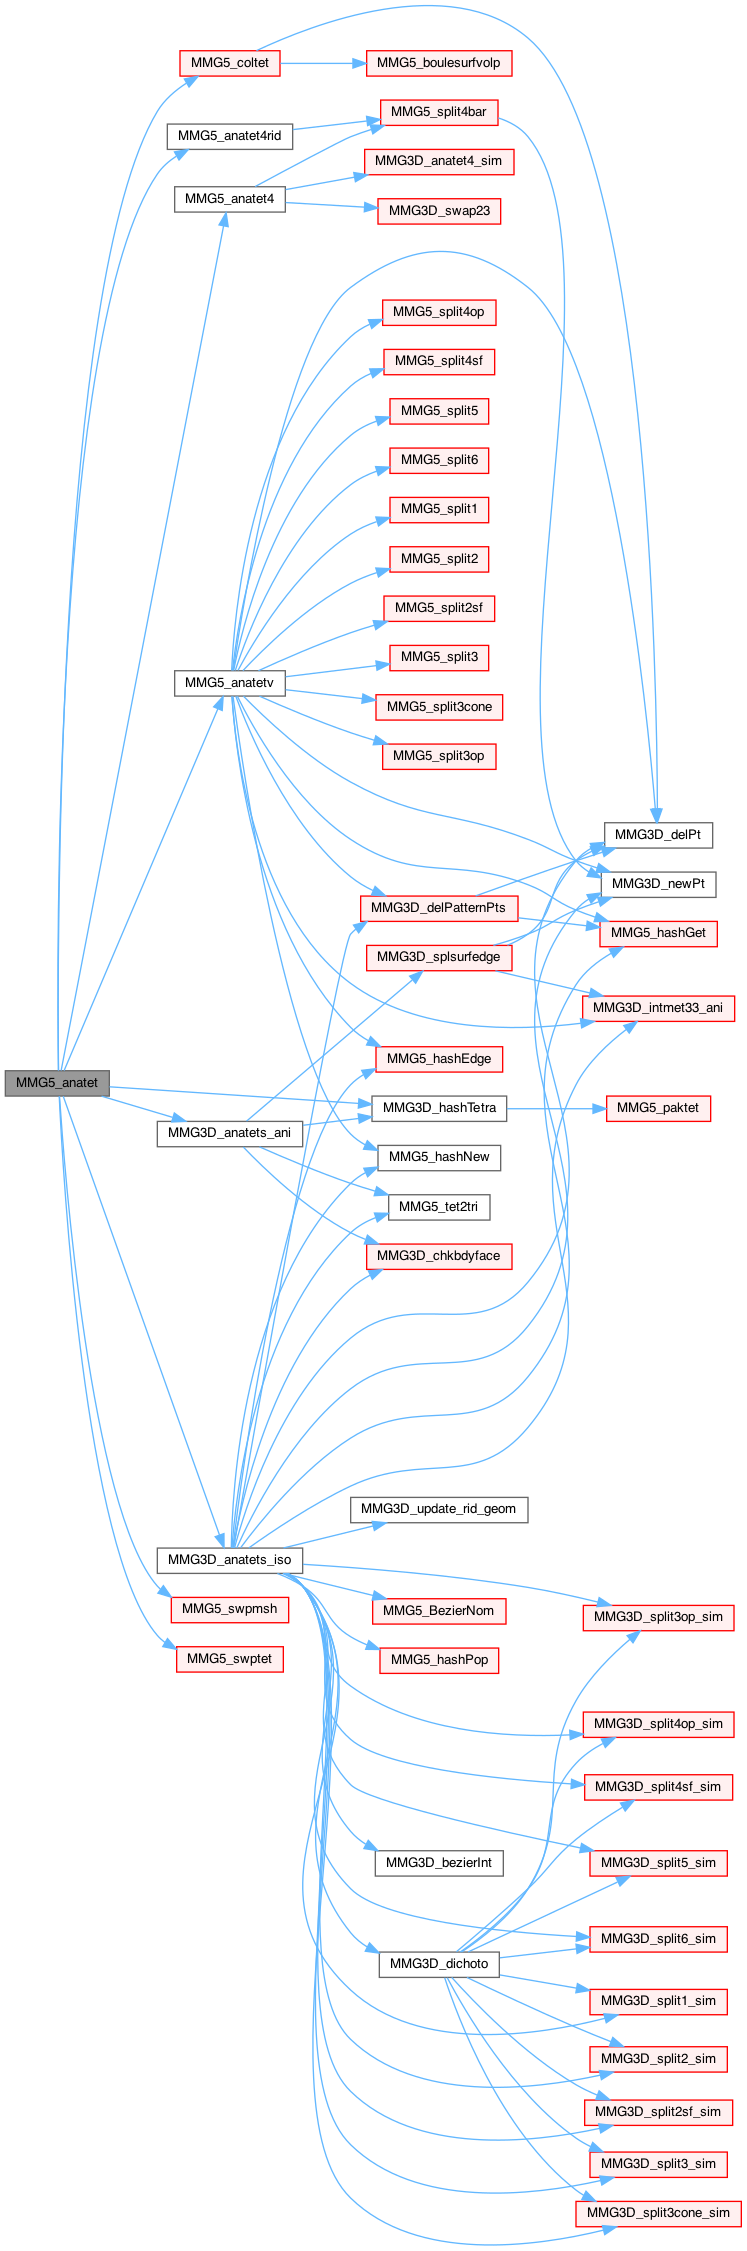 MMG5_coltet
MMG5_boulesurfvolp
MMG5_split4bar
MMG5_anatet4rid
MMG3D_anatet4_sim
MMG5_anatet4
MMG3D_swap23
MMG5_split4op
MMG5_split4sf
MMG5_split5
MMG5_split6
MMG5_split1
MMG5_split2
MMG5_split2sf
MMG5_split3
MMG5_anatetv
MMG5_split3cone
MMG5_split3op
MMG3D_delPt
MMG3D_newPt
MMG3D_delPatternPts
MMG5_hashGet
MMG3D_splsurfedge
MMG3D_intmet33_ani
MMG5_hashEdge
MMG5_anatet
MMG3D_hashTetra
MMG5_paktet
MMG3D_anatets_ani
MMG5_hashNew
MMG5_tet2tri
MMG3D_chkbdyface
MMG3D_update_rid_geom
MMG3D_anatets_iso
MMG5_swpmsh
MMG5_BezierNom
MMG3D_split3op_sim
MMG5_swptet
MMG5_hashPop
MMG3D_split4op_sim
MMG3D_split4sf_sim
MMG3D_bezierInt
MMG3D_split5_sim
MMG3D_split6_sim
MMG3D_dichoto
MMG3D_split1_sim
MMG3D_split2_sim
MMG3D_split2sf_sim
MMG3D_split3_sim
MMG3D_split3cone_sim